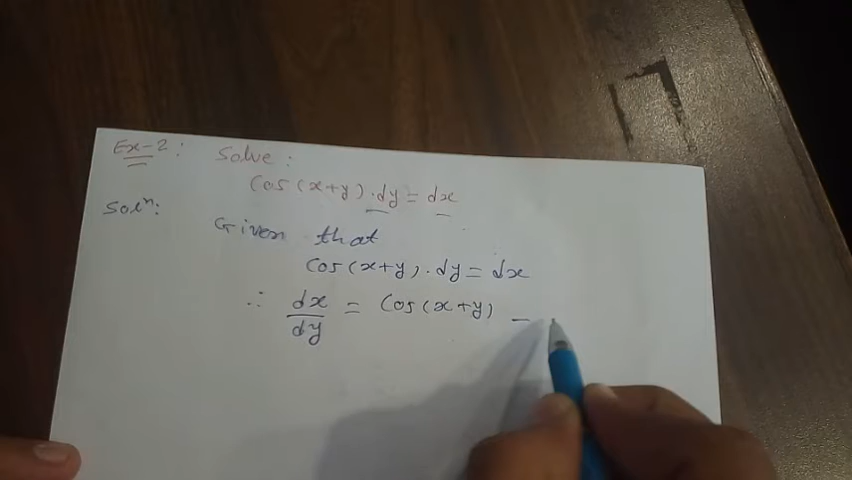 Ex-2: Solve:
Cos(x+y).dy = dx
Solⁿ:
Given that
Cos(x+y).dy = dx
∴ dx/dy = Cos(x+y) –